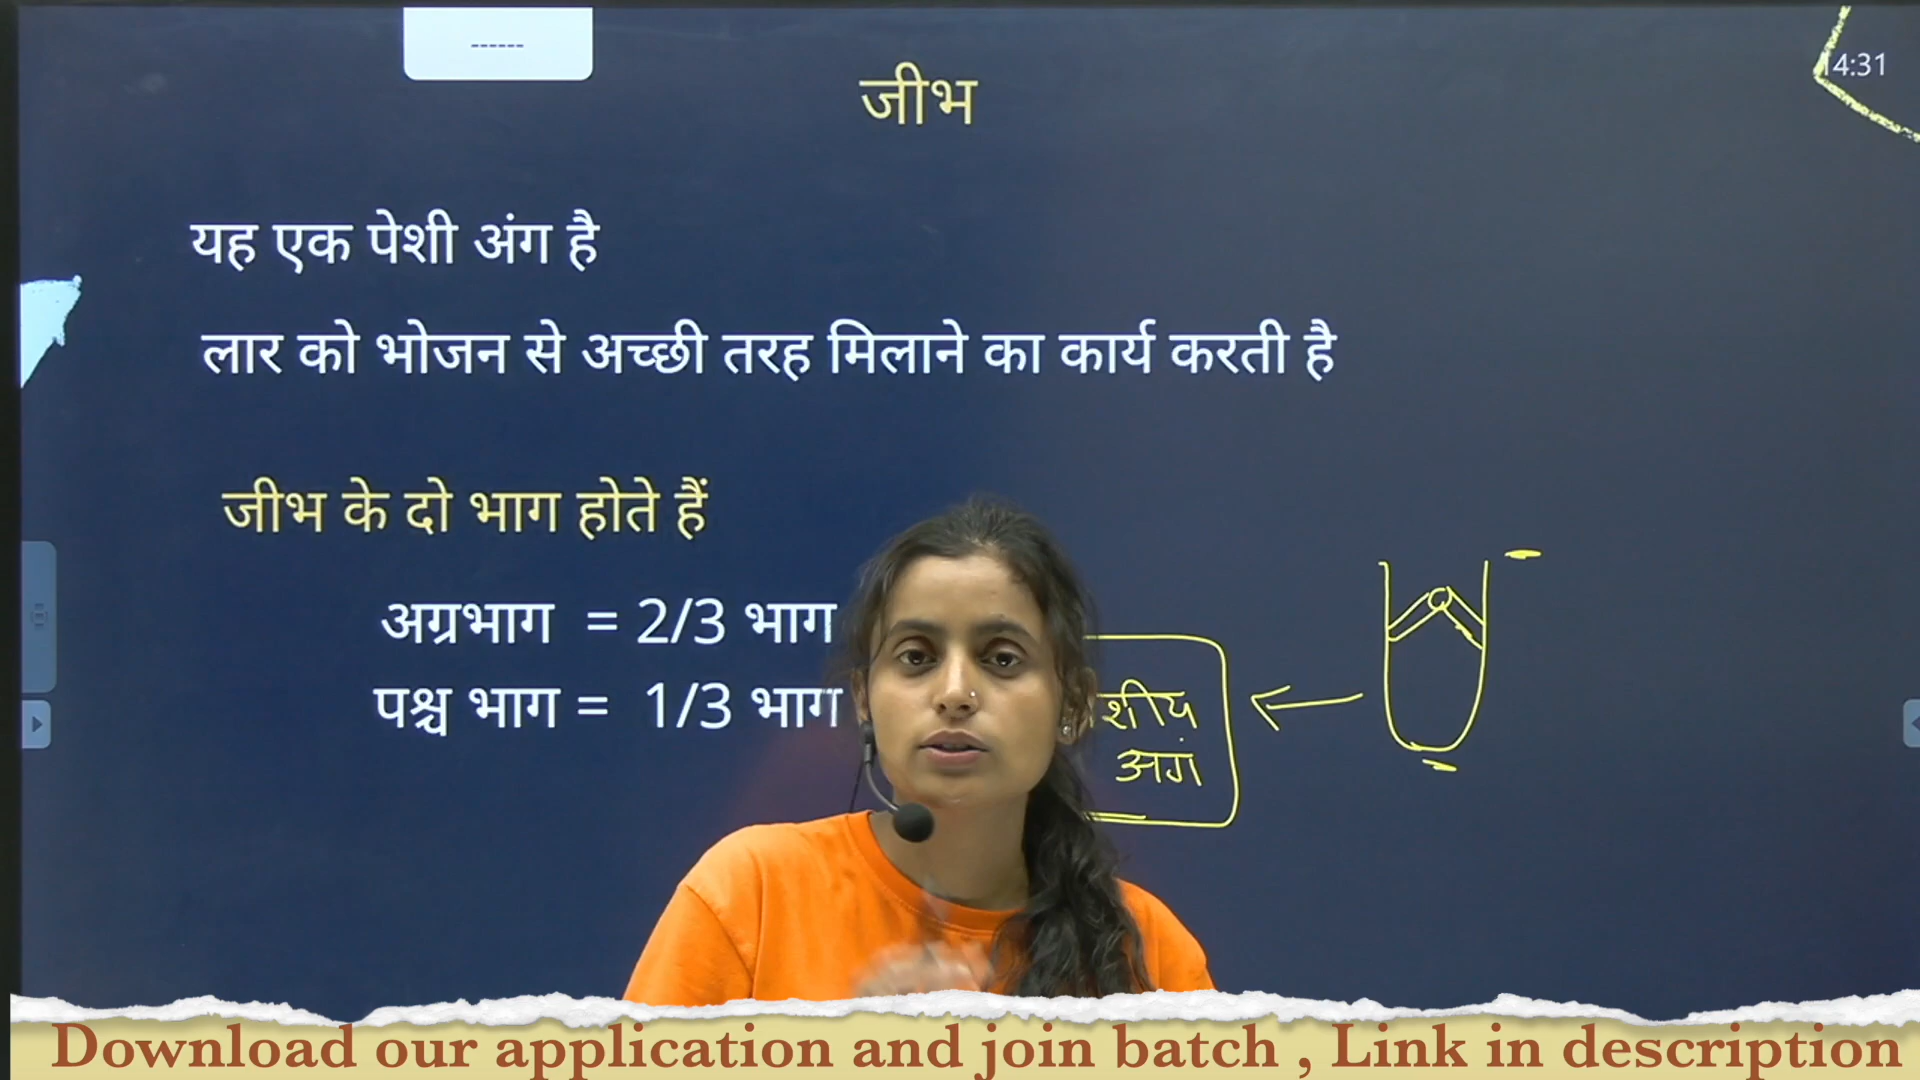 ------
14:31
जीभ
यह एक पेशी अंग है
लार को भोजन से अच्छी तरह मिलाने का कार्य करती है
जीभ के दो भाग होते हैं
अग्रभाग = 2/3 भाग
पश्च भाग = 1/3 भाग
शीय
अंग
Download our application and join batch , Link in description